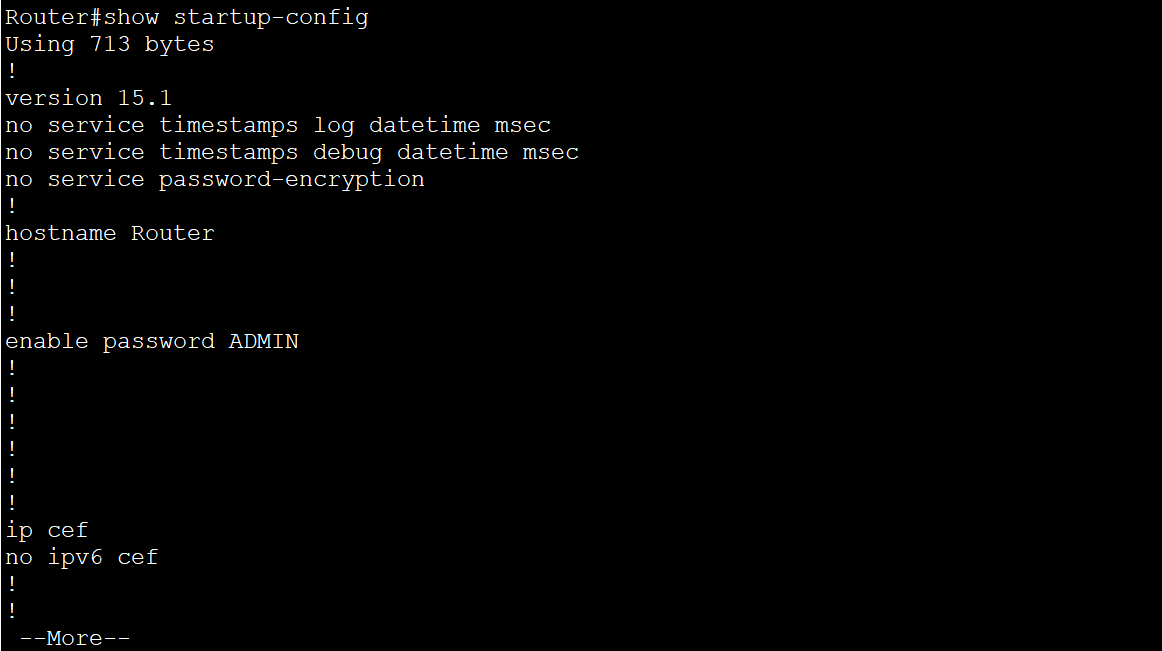 Router#show startup-config
Using 713 bytes
!
version 15.1
no service timestamps log datetime msec
no service timestamps debug datetime msec
no service password-encryption
!
hostname Router
!
!
!
enable password ADMIN
!
!
!
!
!
!
ip cef
no ipv6 cef
!
!
--More--